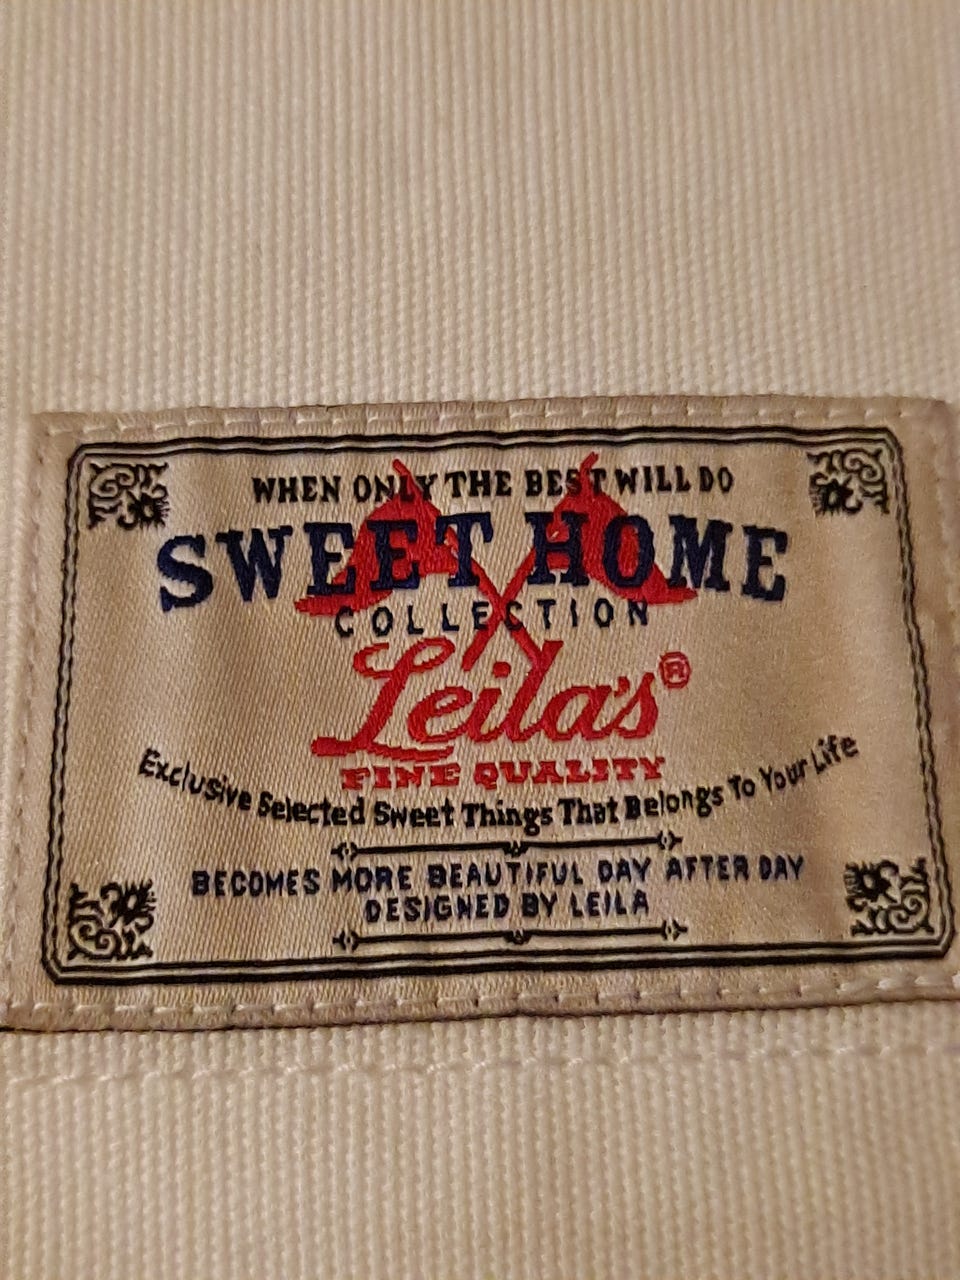 WHEN ONLY THE BEST WILL DO
SWEET HOME
COLLECTION
Leila's®
FINE QUALITY
Exclusive Selected Sweet Things That Belongs To Your Life
BECOMES MORE BEAUTIFUL DAY AFTER DAY
DESIGNED BY LEILA